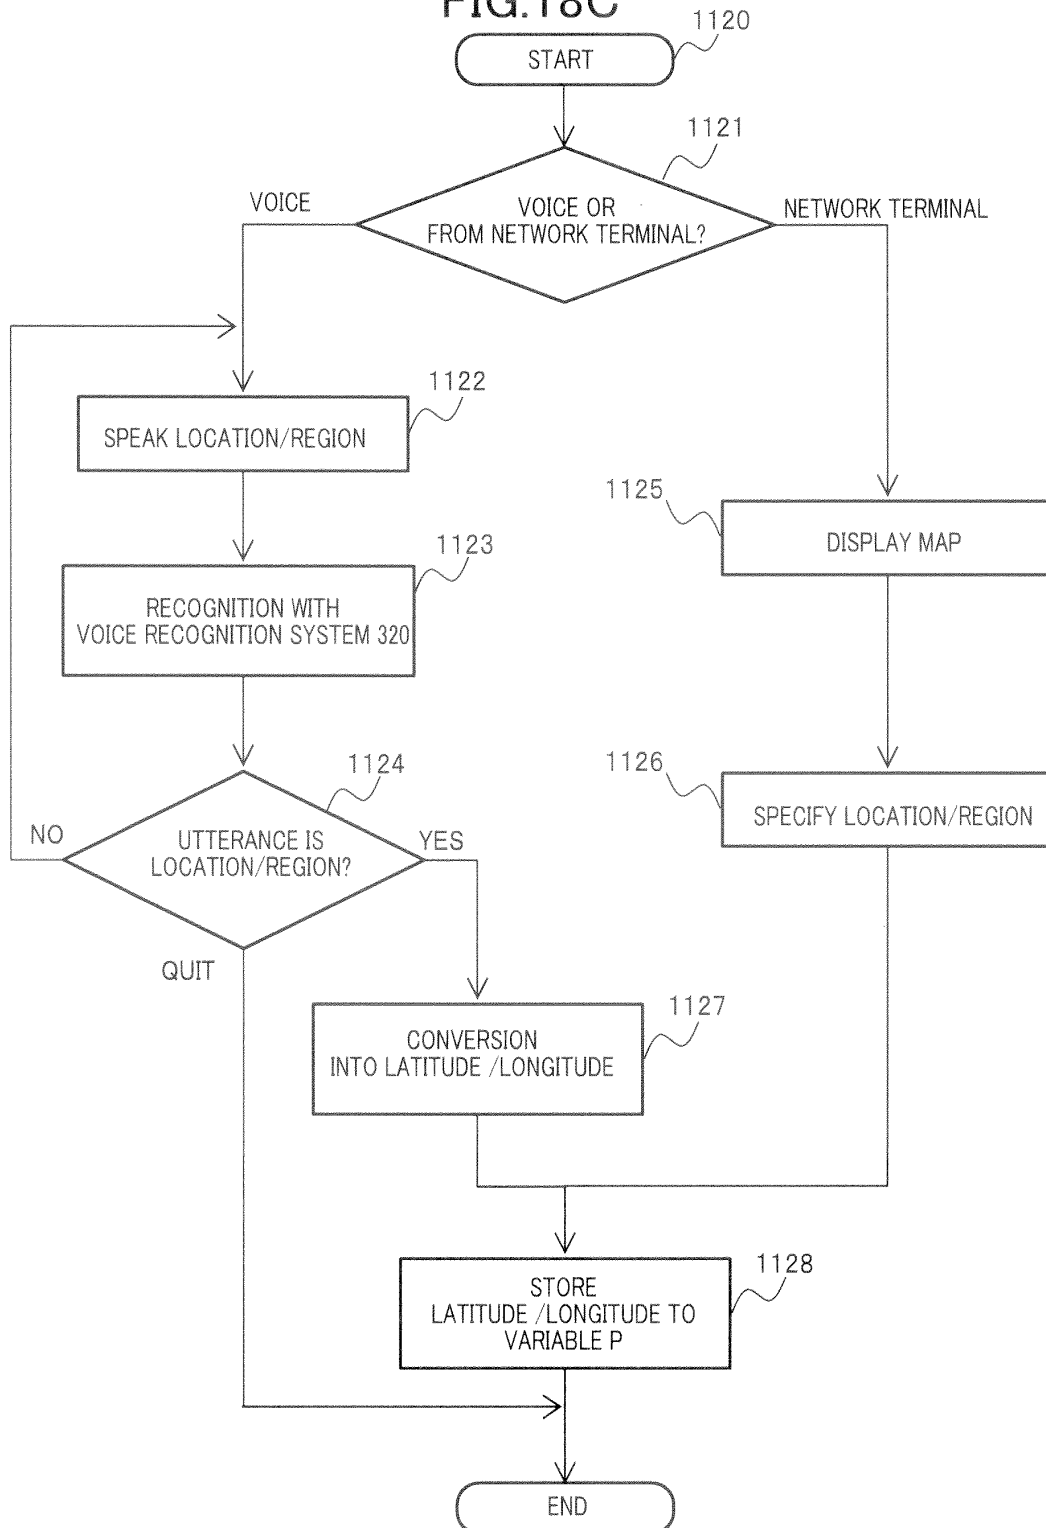 FIG.18C
1120
START
1121
VOICE
VOICE OR
FROM NETWORK TERMINAL?
NETWORK TERMINAL
1122
SPEAK LOCATION/REGION
1125
DISPLAY MAP
1123
RECOGNITION WITH
VOICE RECOGNITION SYSTEM 320
1124
1126
SPECIFY LOCATION/REGION
NO
UTTERANCE IS
LOCATION/REGION?
YES
QUIT
1127
CONVERSION
INTO LATITUDE /LONGITUDE
1128
STORE
LATITUDE /LONGITUDE TO
VARIABLE P
END